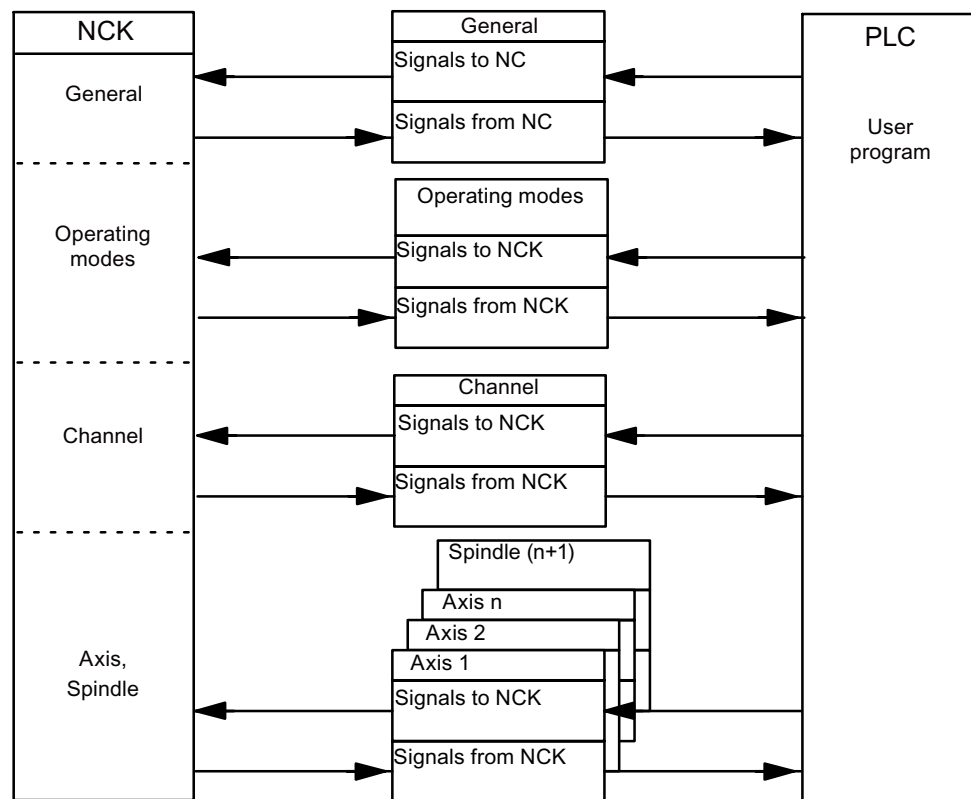 NCK
General
Operating
modes
Channel
Axis,
Spindle
General
Signals to NC
Signals from NC
Operating modes
Signals to NCK
Signals from NCK
Channel
Signals to NCK
Signals from NCK
Spindle (n+1)
Axis n
Axis 2
Axis 1
Signals to NCK
Signals from NCK
PLC
User
program